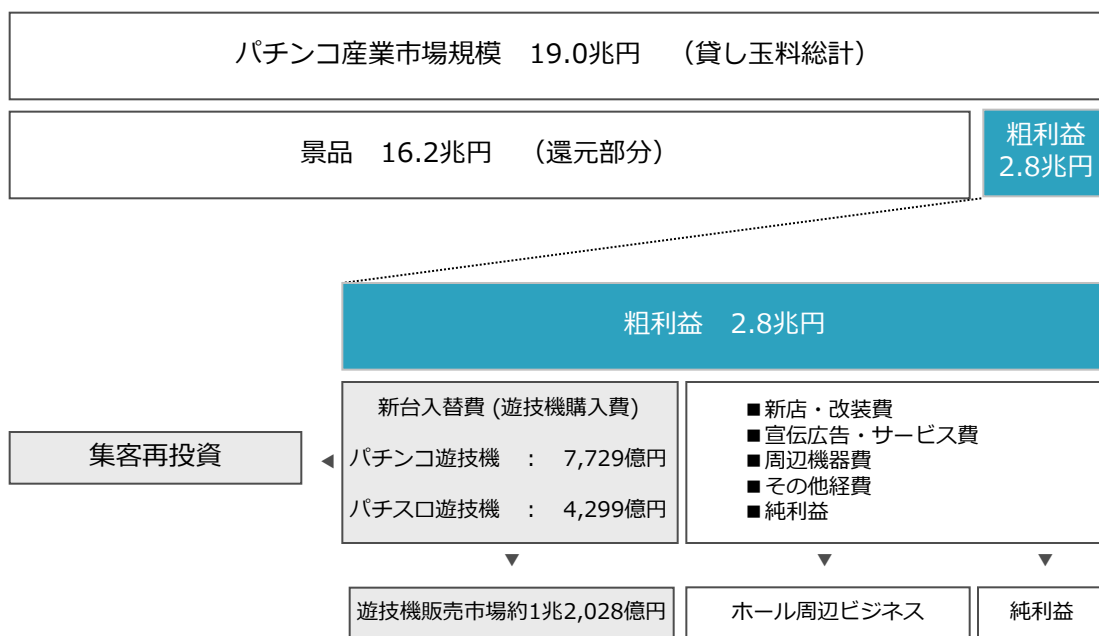 パチンコ産業市場規模　19.0兆円　（貸し玉料総計）
景品　16.2兆円　（還元部分）
粗利益
2.8兆円
粗利益　2.8兆円
新台入替費 (遊技機購入費)
パチンコ遊技機　：　7,729億円
パチスロ遊技機　：　4,299億円
■新店・改装費
■宣伝広告・サービス費
■周辺機器費
■その他経費
■純利益
集客再投資
遊技機販売市場約1兆2,028億円
ホール周辺ビジネス
純利益